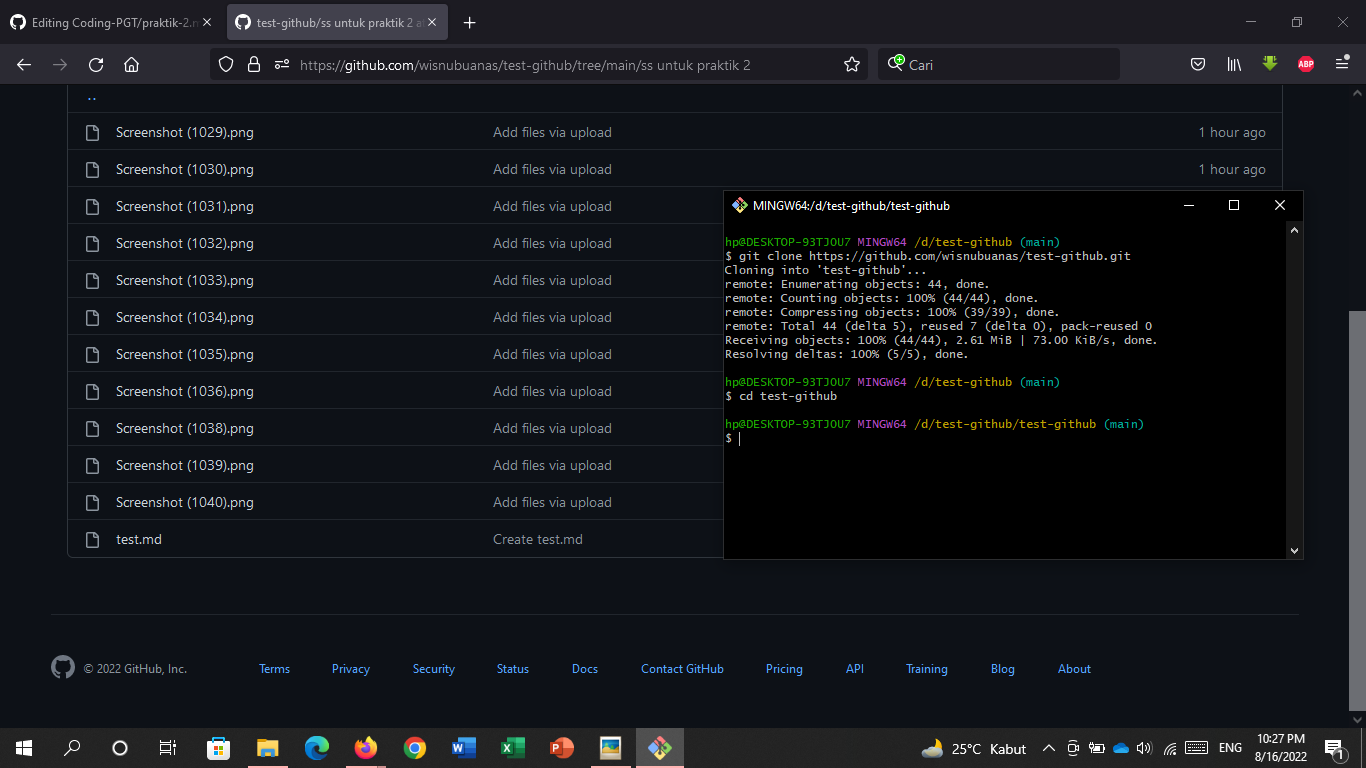 Editing Coding-PGT/praktik-2.m
test-github/ss untuk praktik 2 a
https://github.com/wisnubuanas/test-github/tree/main/ss untuk praktik 2
Cari
ABP
..
Screenshot (1029).png Add files via upload 1 hour ago
Screenshot (1030).png Add files via upload 1 hour ago
Screenshot (1031).png Add files via upload
Screenshot (1032).png Add files via upload
Screenshot (1033).png Add files via upload
Screenshot (1034).png Add files via upload
Screenshot (1035).png Add files via upload
Screenshot (1036).png Add files via upload
Screenshot (1038).png Add files via upload
Screenshot (1039).png Add files via upload
Screenshot (1040).png Add files via upload
test.md Create test.md
MINGW64:/d/test-github/test-github
hp@DESKTOP-93TJOU7 MINGW64 /d/test-github (main)
$ git clone https://github.com/wisnubuanas/test-github.git
Cloning into 'test-github'...
remote: Enumerating objects: 44, done.
remote: Counting objects: 100% (44/44), done.
remote: Compressing objects: 100% (39/39), done.
remote: Total 44 (delta 5), reused 7 (delta 0), pack-reused 0
Receiving objects: 100% (44/44), 2.61 MiB | 73.00 KiB/s, done.
Resolving deltas: 100% (5/5), done.
hp@DESKTOP-93TJOU7 MINGW64 /d/test-github (main)
$ cd test-github
hp@DESKTOP-93TJOU7 MINGW64 /d/test-github/test-github (main)
$
© 2022 GitHub, Inc. Terms Privacy Security Status Docs Contact GitHub Pricing API Training Blog About
25°C Kabut ENG 10:27 PM
8/16/2022
1